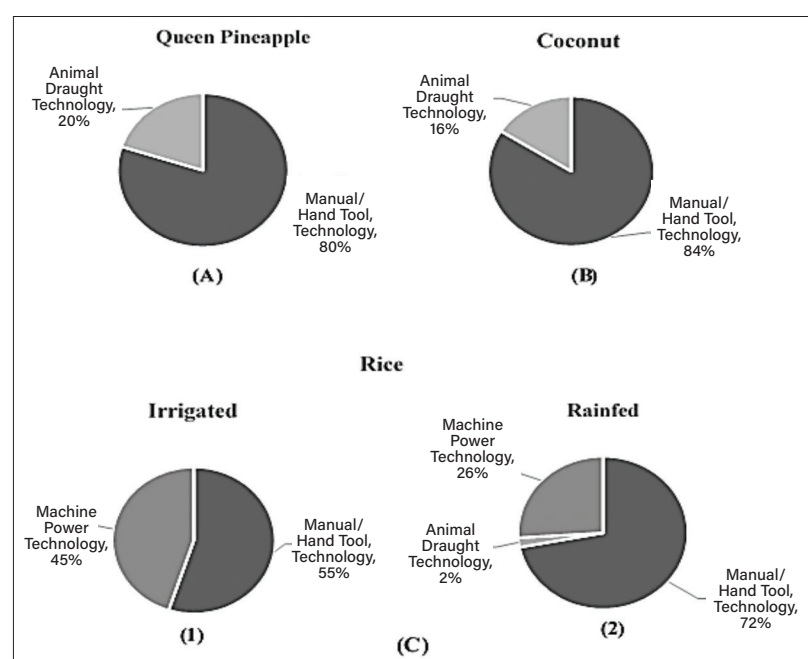 Queen Pineapple
Animal
Draught
Technology,
20%
Manual/
Hand Tool,
Technology,
80%
(A)
Coconut
Animal
Draught
Technology,
16%
Manual/
Hand Tool,
Technology,
84%
(B)
Rice
Irrigated
Machine
Power
Technology,
45%
Manual/
Hand Tool,
Technology,
55%
(1)
Rainfed
Machine
Power
Technology,
26%
Animal
Draught
Technology,
2%
Manual/
Hand Tool,
Technology,
72%
(2)
(C)